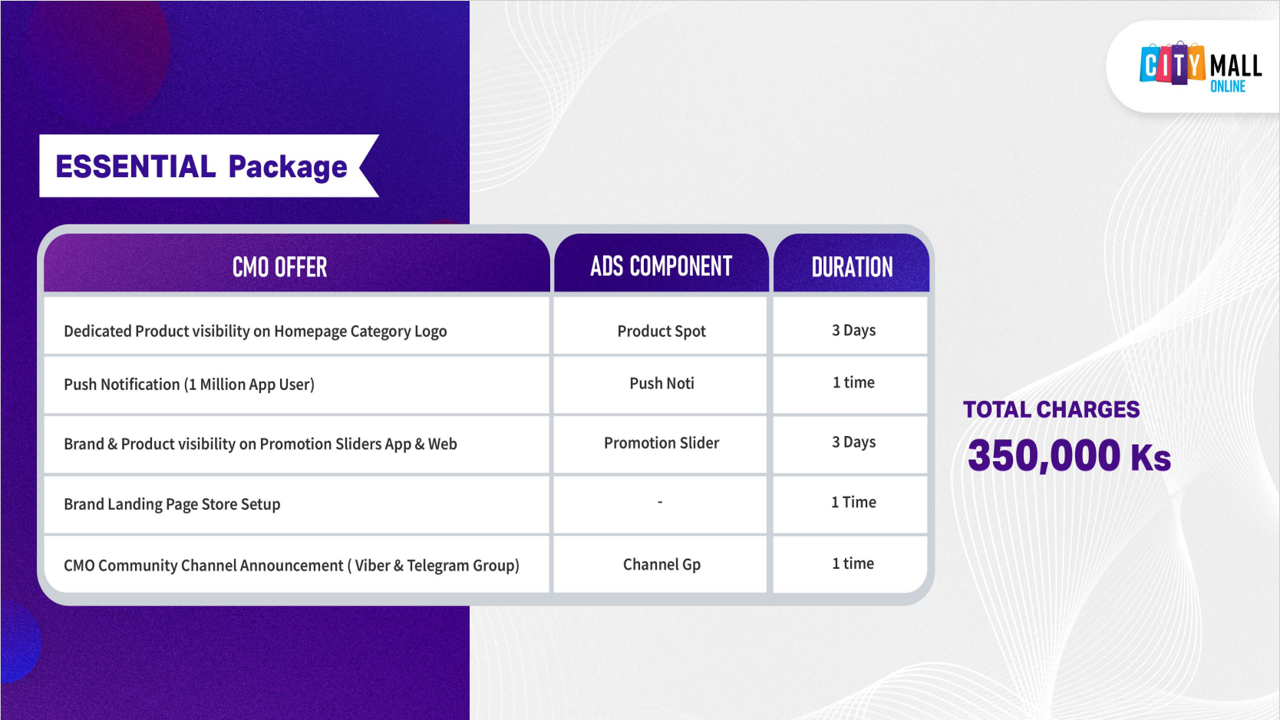 CITY MALL
ONLINE
ESSENTIAL Package
CMO OFFER ADS COMPONENT DURATION
Dedicated Product visibility on Homepage Category Logo Product Spot 3 Days
Push Notification (1 Million App User) Push Noti 1 time
Brand & Product visibility on Promotion Sliders App & Web Promotion Slider 3 Days
Brand Landing Page Store Setup - 1 Time
CMO Community Channel Announcement ( Viber & Telegram Group) Channel Gp 1 time
TOTAL CHARGES
350,000 Ks